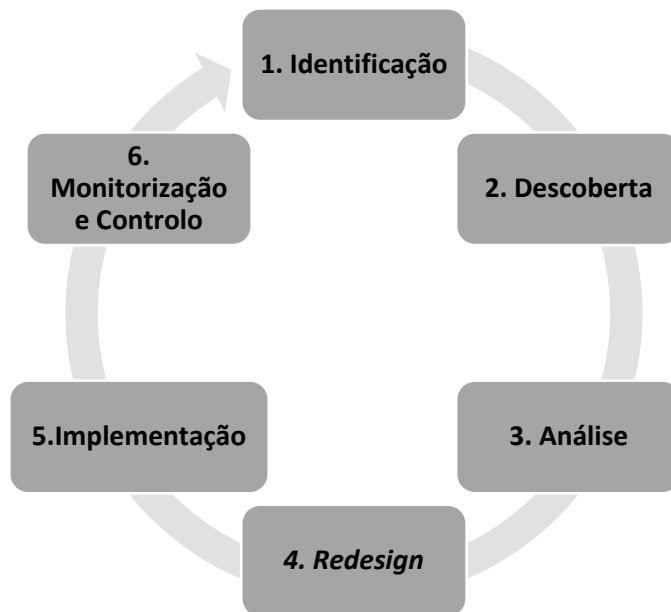 1. Identificação
2. Descoberta
3. Análise
4. Redesign
5.Implementação
6.
Monitorização
e Controlo